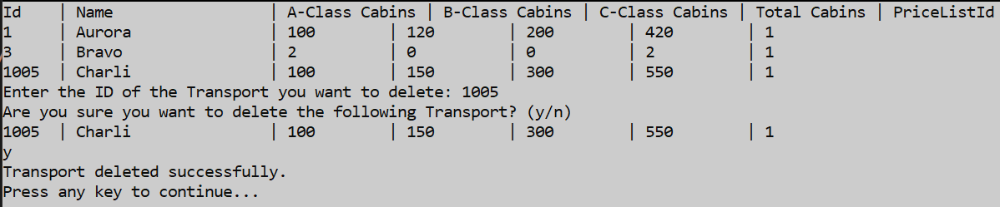 Id    | Name                | A-Class Cabins | B-Class Cabins | C-Class Cabins | Total Cabins | PriceListId
1     | Aurora              | 100       | 120       | 200       | 420       | 1
3     | Bravo               | 2         | 0         | 0         | 2         | 1
1005  | Charli              | 100       | 150       | 300       | 550       | 1
Enter the ID of the Transport you want to delete: 1005
Are you sure you want to delete the following Transport? (y/n)
1005  | Charli              | 100       | 150       | 300       | 550       | 1
y
Transport deleted successfully.
Press any key to continue...